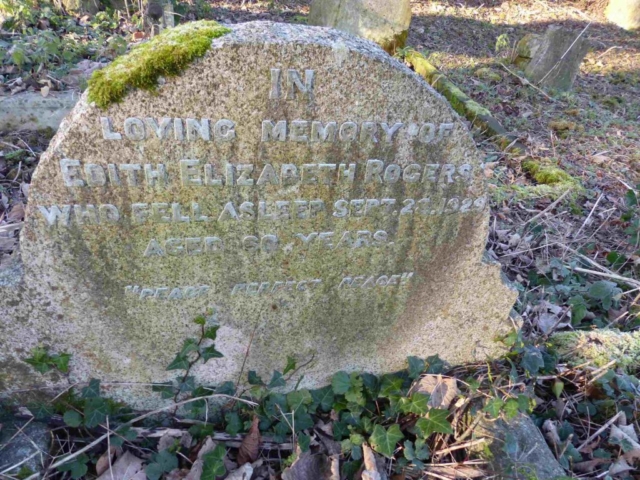 IN
LOVING MEMORY OF
EDITH ELIZABETH ROGERS
WHO FELL ASLEEP SEPT.
AGED YEARS.
"PEACE PERFECT PEACE"